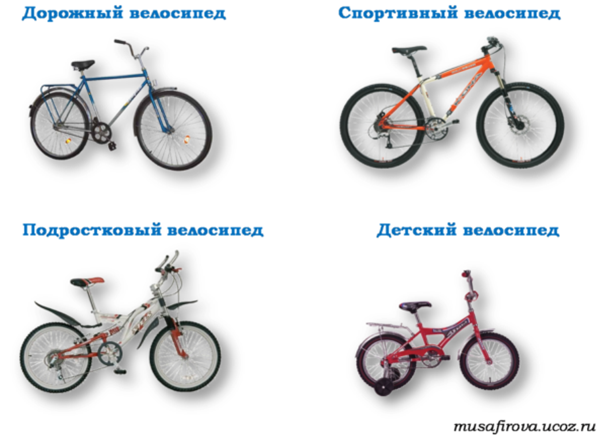 Дорожный велосипед
Спортивный велосипед
Подростковый велосипед
Детский велосипед
musafirova.ucoz.ru